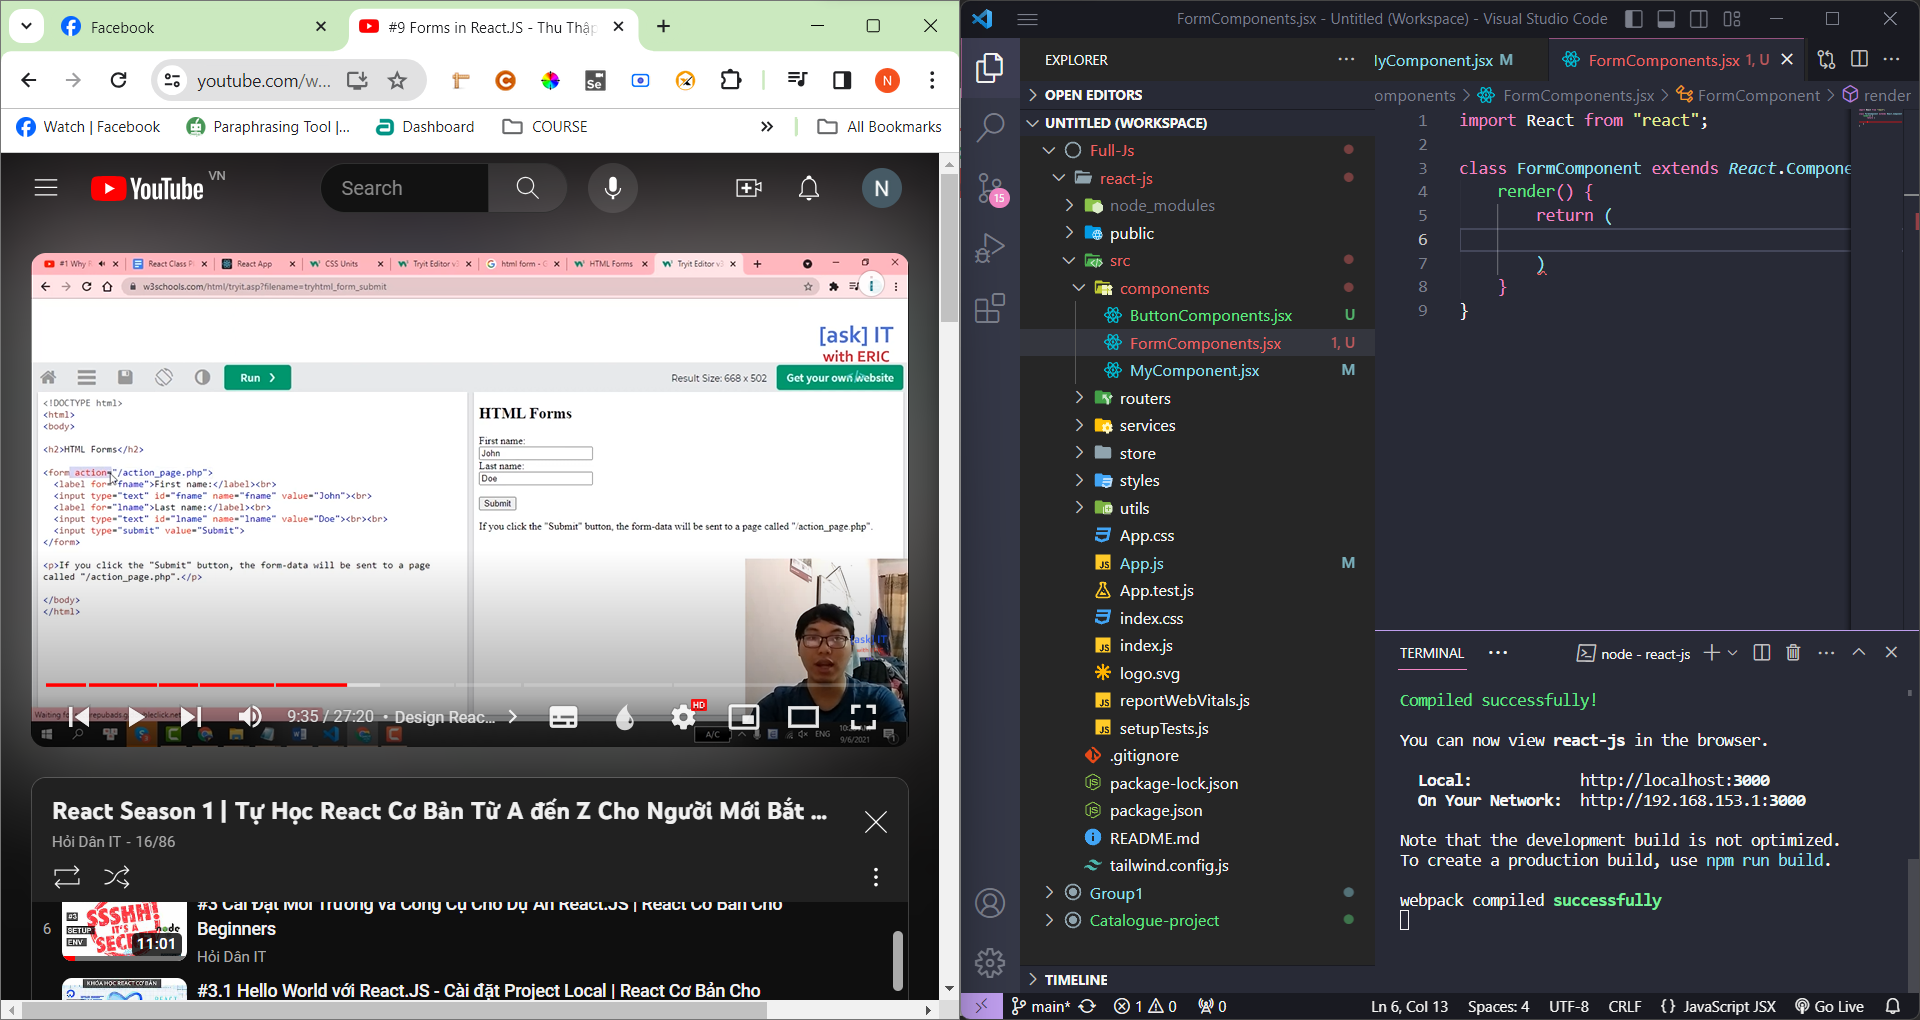 Facebook
#9 Forms in React.JS - Thu Thập
youtube.com/w...
N
Watch | Facebook
Paraphrasing Tool |...
Dashboard
COURSE
All Bookmarks
YouTube
VN
Search
N
#1 Why
React Class P
React App
CSS Units
Tryit Editor v
html form - G
HTML Forms
Tryit Editor v3
w3schools.com/html/tryit.asp?filename=tryhtml_form_submit
[ask] IT
with ERIC
Run
Result Size: 668 x 502
Get your own website
<!DOCTYPE html>
<html>
<body>
<h2>HTML Forms</h2>
<form action="/action_page.php">
<label for="fname">First name:</label><br>
<input type="text" id="fname" name="fname" value="John"><br>
<label for="lname">Last name:</label><br>
<input type="text" id="lname" name="lname" value="Doe"><br><br>
<input type="submit" value="Submit">
</form>
<p>If you click the "Submit" button, the form-data will be sent to a page
called "/action_page.php".</p>
</body>
</html>
HTML Forms
First name:
John
Last name:
Doe
Submit
If you click the "Submit" button, the form-data will be sent to a page called "/action_page.php".
9:35 / 27:20 • Design Reac...
HD
A/C
ENG
9/6/2021
React Season 1 | Tự Học React Cơ Bản Từ A đến Z Cho Người Mới Bắt ...
Hỏi Dân IT - 16/86
6
#3
SETUP
ENV
SSSHH!
IT'S A
SECRET
node
11:01
#3 Cài Đặt Môi Trường và Công Cụ Cho Dự Án React.JS | React Cơ Bản Cho
Beginners
Hỏi Dân IT
KHÓA HỌC REACT CƠ BẢN
#3.1 Hello World với React.JS - Cài đặt Project Local | React Cơ Bản Cho
FormComponents.jsx - Untitled (Workspace) - Visual Studio Code
EXPLORER
OPEN EDITORS
UNTITLED (WORKSPACE)
Full-Js
react-js
node_modules
public
src
components
ButtonComponents.jsx U
FormComponents.jsx 1, U
MyComponent.jsx M
routers
services
store
styles
utils
App.css
App.js M
App.test.js
index.css
index.js
logo.svg
reportWebVitals.js
setupTests.js
.gitignore
package-lock.json
package.json
README.md
tailwind.config.js
Group1
Catalogue-project
TIMELINE
15
lyComponent.jsx M
FormComponents.jsx 1, U
omponents > FormComponents.jsx > FormComponent > render
1 import React from "react";
2
3 class FormComponent extends React.Compone
4 render() {
5 return (
6
7 )
8 }
9 }
TERMINAL
node - react-js
Compiled successfully!
You can now view react-js in the browser.
Local: http://localhost:3000
On Your Network: http://192.168.153.1:3000
Note that the development build is not optimized.
To create a production build, use npm run build.
webpack compiled successfully
main*
1
0
0
Ln 6, Col 13
Spaces: 4
UTF-8
CRLF
{ } JavaScript JSX
Go Live